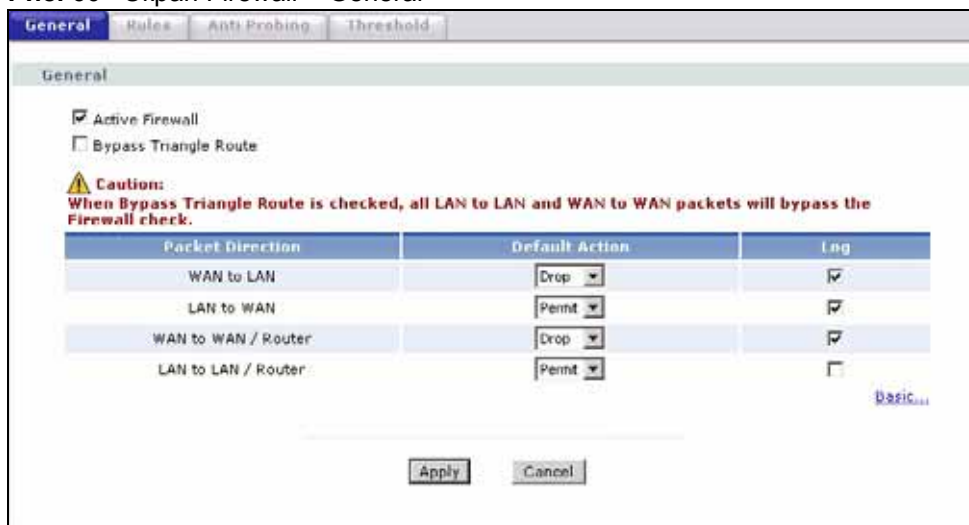 General Rules Anti Probing Threshold
General
Active Firewall
Bypass Triangle Route
Caution:
When Bypass Triangle Route is checked, all LAN to LAN and WAN to WAN packets will bypass the
Firewall check.
Packet Direction Default Action Log
WAN to LAN Drop
LAN to WAN Permit
WAN to WAN / Router Drop
LAN to LAN / Router Permit
Basic...
Apply Cancel